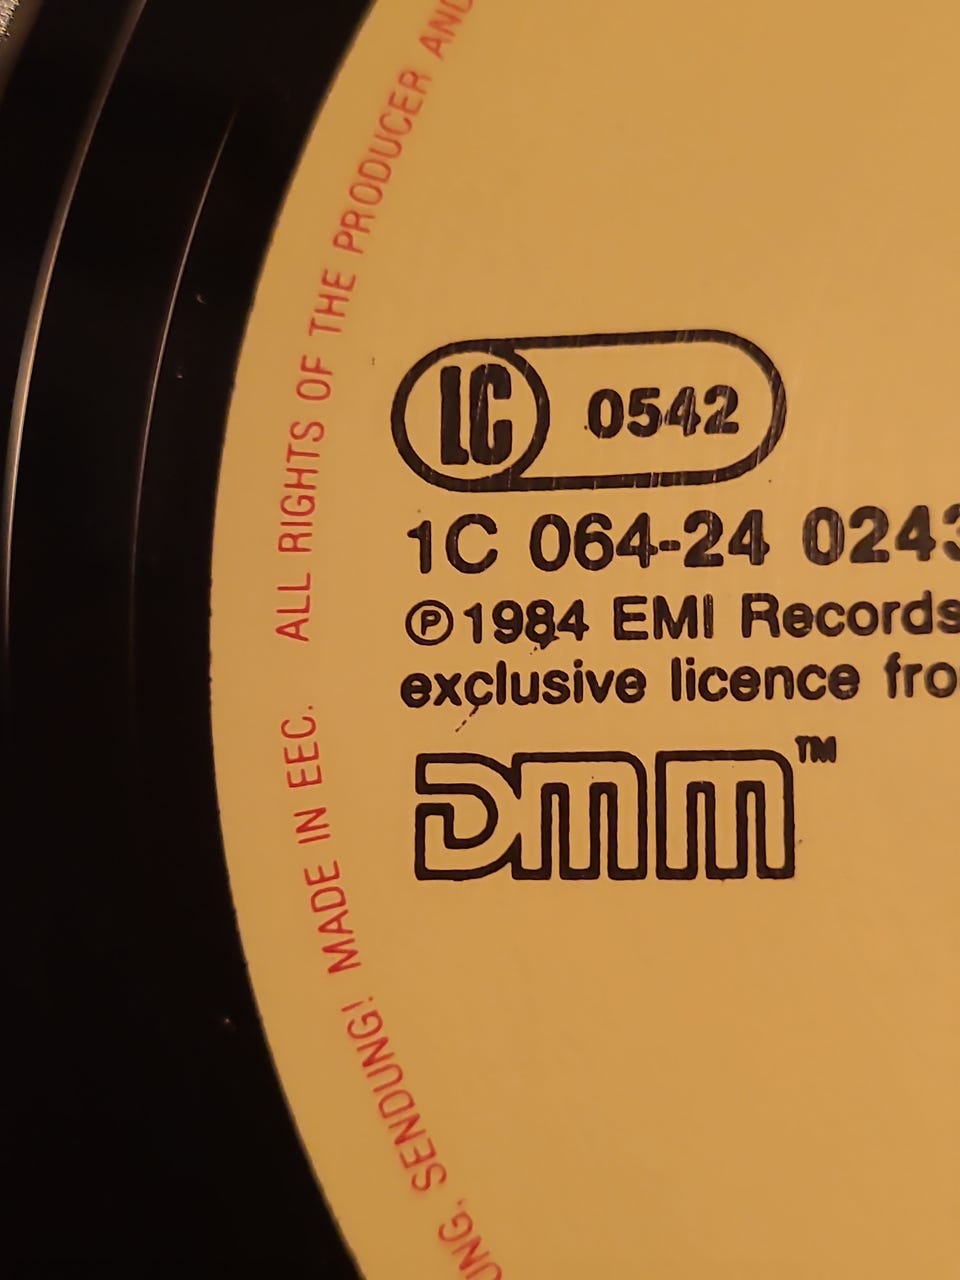 LC 0542
1C 064-24 0243
℗ 1984 EMI Records
exclusive licence
DMM™
SENDUNG! MADE IN EEC. ALL RIGHTS OF THE PRODUCER AND